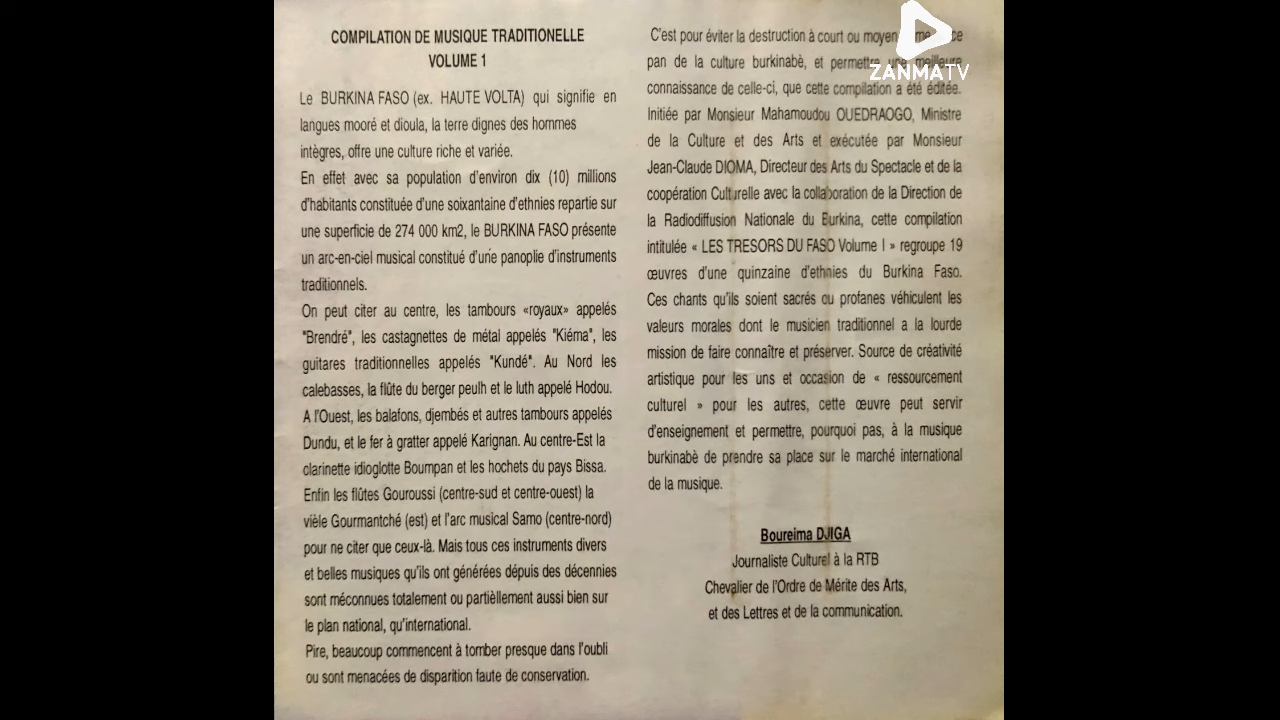 COMPILATION DE MUSIQUE TRADITIONELLE
VOLUME 1
Le BURKINA FASO (ex. HAUTE VOLTA) qui signifie en
langues mooré et dioula, la terre dignes des hommes
intègres, offre une culture riche et variée.
En effet avec sa population d'environ dix (10) millions
d'habitants constituée d'une soixantaine d'ethnies repartie sur
une superficie de 274 000 km2, le BURKINA FASO présente
un arc-en-ciel musical constitué d'une panoplie d'instruments
traditionnels.
On peut citer au centre, les tambours «royaux» appelés
"Brendré", les castagnettes de métal appelés "Kiéma", les
guitares traditionnelles appelés "Kundé". Au Nord les
calebasses, la flûte du berger peulh et le luth appelé Hodou.
A l'Ouest, les balafons, djembés et autres tambours appelés
Dundu, et le fer à gratter appelé Karignan. Au centre-Est la
clarinette idioglotte Boumpan et les hochets du pays Bissa.
Enfin les flûtes Gouroussi (centre-sud et centre-ouest) la
vièle Gourmantché (est) et l'arc musical Samo (centre-nord)
pour ne citer que ceux-là. Mais tous ces instruments divers
et belles musiques qu'ils ont générées dépuis des décennies
sont méconnues totalement ou partièllement aussi bien sur
le plan national, qu'international.
Pire, beaucoup commencent à tomber presque dans l'oubli
ou sont menacées de disparition faute de conservation.
C'est pour éviter la destruction à court ou moyen ce
pan de la culture burkinabè, et permettre une meilleure
connaissance de celle-ci, que cette compilation a été éditée.
Initiée par Monsieur Mahamoudou OUEDRAOGO, Ministre
de la Culture et des Arts et exécutée par Monsieur
Jean-Claude DIOMA, Directeur des Arts du Spectacle et de la
coopération Culturelle avec la collaboration de la Direction de
la Radiodiffusion Nationale du Burkina, cette compilation
intitulée « LES TRESORS DU FASO Volume I » regroupe 19
œuvres d'une quinzaine d'ethnies du Burkina Faso.
Ces chants qu'ils soient sacrés ou profanes véhiculent les
valeurs morales dont le musicien traditionnel a la lourde
mission de faire connaître et préserver. Source de créativité
artistique pour les uns et occasion de « ressourcement
culturel » pour les autres, cette œuvre peut servir
d'enseignement et permettre, pourquoi pas, à la musique
burkinabè de prendre sa place sur le marché international
de la musique.
Boureima DJIGA
Journaliste Culturel à la RTB
Chevalier de l'Ordre de Mérite des Arts,
et des Lettres et de la communication.
ZANMATV